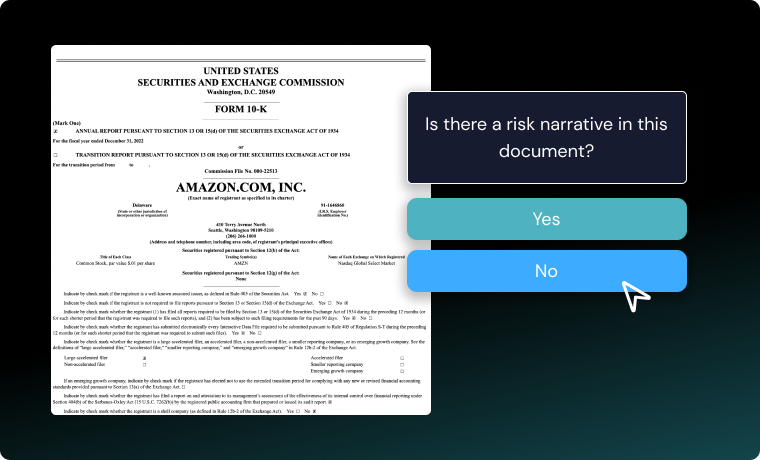 UNITED STATES
SECURITIES AND EXCHANGE COMMISSION
Washington, D.C. 20549
FORM 10-K
(Mark One)
☒ ANNUAL REPORT PURSUANT TO SECTION 13 OR 15(d) OF THE SECURITIES EXCHANGE ACT OF 1934
For the fiscal year ended December 31, 2022
or
☐ TRANSITION REPORT PURSUANT TO SECTION 13 OR 15(d) OF THE SECURITIES EXCHANGE ACT OF 1934
For the transition period from to .
Commission File No. 000-22513
AMAZON.COM, INC.
(Exact name of registrant as specified in its charter)
Delaware 91-1646860
(State or other jurisdiction of (I.R.S. Employer
incorporation or organization) Identification No.)
410 Terry Avenue North
Seattle, Washington 98109-5210
(206) 266-1000
(Address and telephone number, including area code, of registrant's principal executive offices)
Securities registered pursuant to Section 12(b) of the Act:
Title of Each Class Trading Symbol(s) Name of Each Exchange on Which Registered
Common Stock, par value $.01 per share AMZN Nasdaq Global Select Market
Securities registered pursuant to Section 12(g) of the Act:
None
Indicate by check mark if the registrant is a well-known seasoned issuer, as defined in Rule 405 of the Securities Act. Yes ☒ No ☐
Indicate by check mark if the registrant is not required to file reports pursuant to Section 13 or Section 15(d) of the Exchange Act. Yes ☐ No ☒
Indicate by check mark whether the registrant (1) has filed all reports required to be filed by Section 13 or 15(d) of the Securities Exchange Act of 1934 during the preceding 12 months (or
for such shorter period that the registrant was required to file such reports), and (2) has been subject to such filing requirements for the past 90 days. Yes ☒ No ☐
Indicate by check mark whether the registrant has submitted electronically every Interactive Data File required to be submitted pursuant to Rule 405 of Regulation S-T during the preceding
12 months (or for such shorter period that the registrant was required to submit such files). Yes ☒ No ☐
Indicate by check mark whether the registrant is a large accelerated filer, an accelerated filer, a non-accelerated filer, a smaller reporting company, or an emerging growth company. See the
definitions of "large accelerated filer," "accelerated filer," "smaller reporting company," and "emerging growth company" in Rule 12b-2 of the Exchange Act.
Large accelerated filer ☒ Accelerated filer ☐
Non-accelerated filer ☐ Smaller reporting company ☐
Emerging growth company ☐
If an emerging growth company, indicate by check mark if the registrant has elected not to use the extended transition period for complying with any new or revised financial accounting
standards provided pursuant to Section 13(a) of the Exchange Act. ☐
Indicate by check mark whether the registrant has filed a report on and attestation to its management's assessment of the effectiveness of its internal control over financial reporting under
Section 404(b) of the Sarbanes-Oxley Act (15 U.S.C. 7262(b)) by the registered public accounting firm that prepared or issued its audit report. ☒
Indicate by check mark whether the registrant is a shell company (as defined in Rule 12b-2 of the Exchange Act). Yes ☐ No ☒
Is there a risk narrative in this
document?
Yes
No